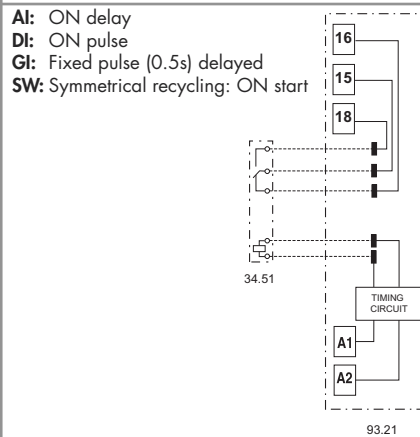 AI: ON delay
DI: ON pulse
GI: Fixed pulse (0.5s) delayed
SW: Symmetrical recycling: ON start
16
15
18
34.51
TIMING
CIRCUIT
A1
A2
93.21